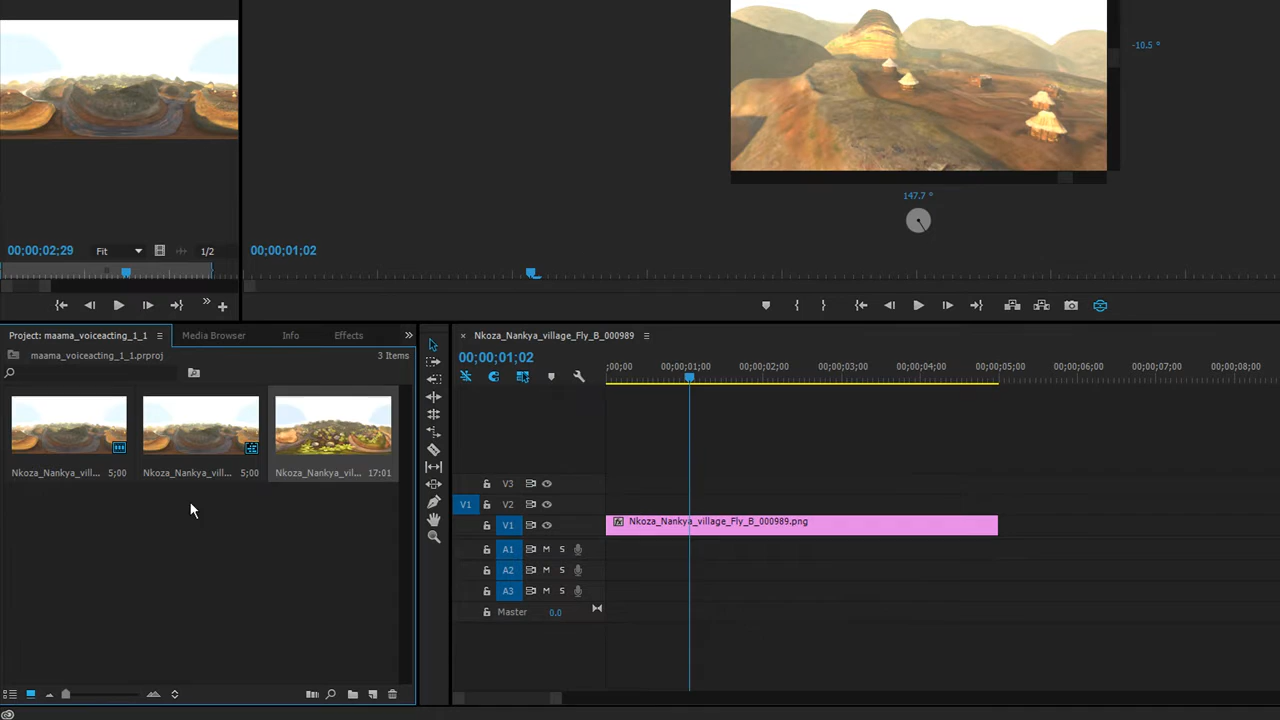 -10.5 °
147.7 °
00;00;02;29
Fit
1/2
00;00;01;02
Project: maama_voiceacting_1_1
Media Browser
Info
Effects
maama_voiceacting_1_1.prproj
3 Items
Nkoza_Nankya_vill... 5;00
Nkoza_Nankya_vill... 5;00
Nkoza_Nankya_vil... 17:01
× Nkoza_Nankya_village_Fly_B_000989
00;00;01;02
;00;00 00;00;01;00 00;00;02;00 00;00;03;00 00;00;04;00 00;00;05;00 00;00;06;00 00;00;07;00 00;00;08;00
V3
V1 V2
V1
fx Nkoza_Nankya_village_Fly_B_000989.png
A1 M S
A2 M S
A3 M S
Master 0.0